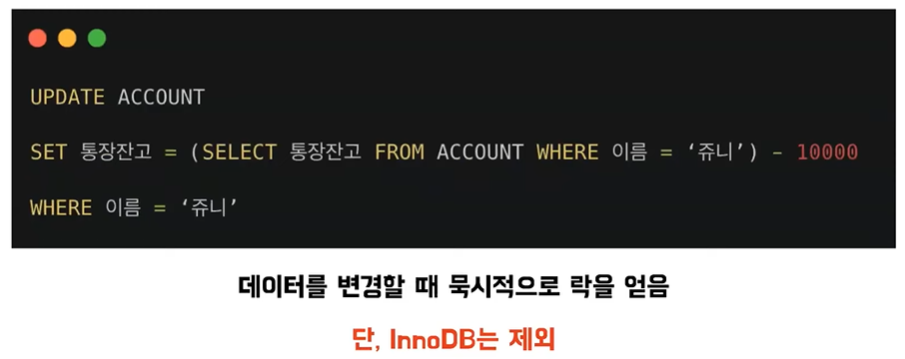 UPDATE ACCOUNT
SET 통장잔고 = (SELECT 통장잔고 FROM ACCOUNT WHERE 이름 = ‘쥬니’) - 10000
WHERE 이름 = ‘쥬니’
데이터를 변경할 때 묵시적으로 락을 얻음
단, InnoDB는 제외